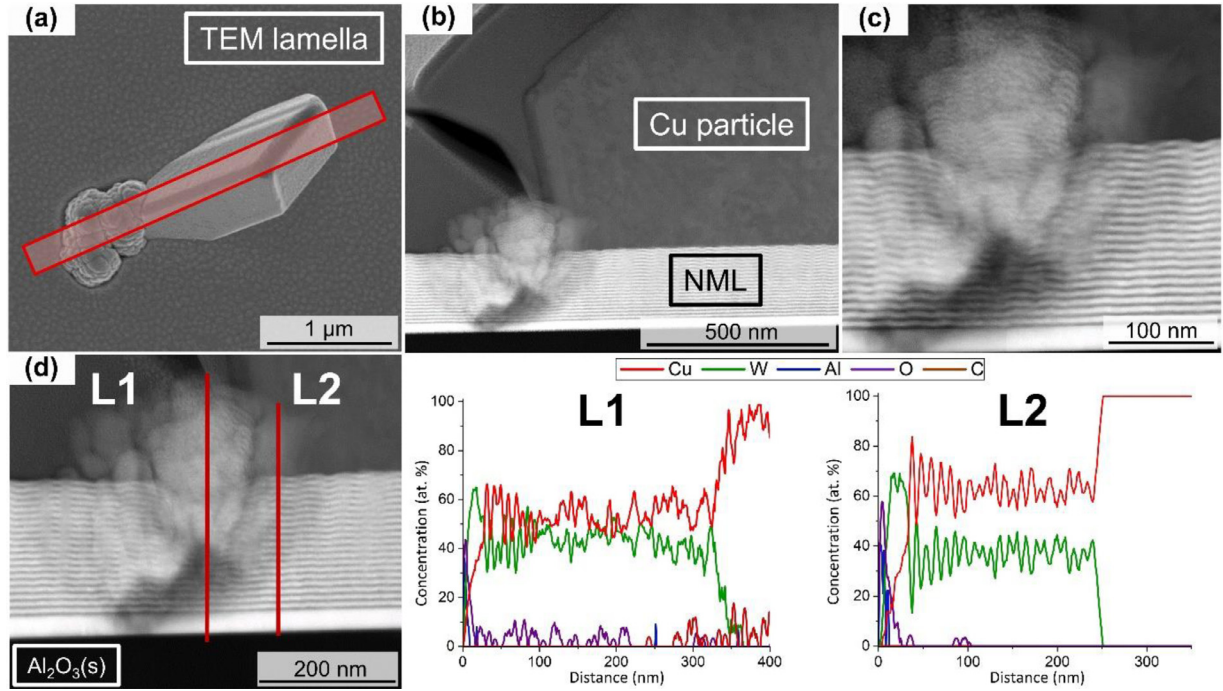 (a)
TEM lamella
1 µm
(b)
Cu particle
NML
500 nm
(c)
100 nm
(d)
L1
L2
Al₂O₃(s)
200 nm
Cu W Al O C
L1
Concentration (at. %)
100
80
60
40
20
0
0 100 200 300 400
Distance (nm)
L2
Concentration (at. %)
100
80
60
40
20
0
0 100 200 300
Distance (nm)